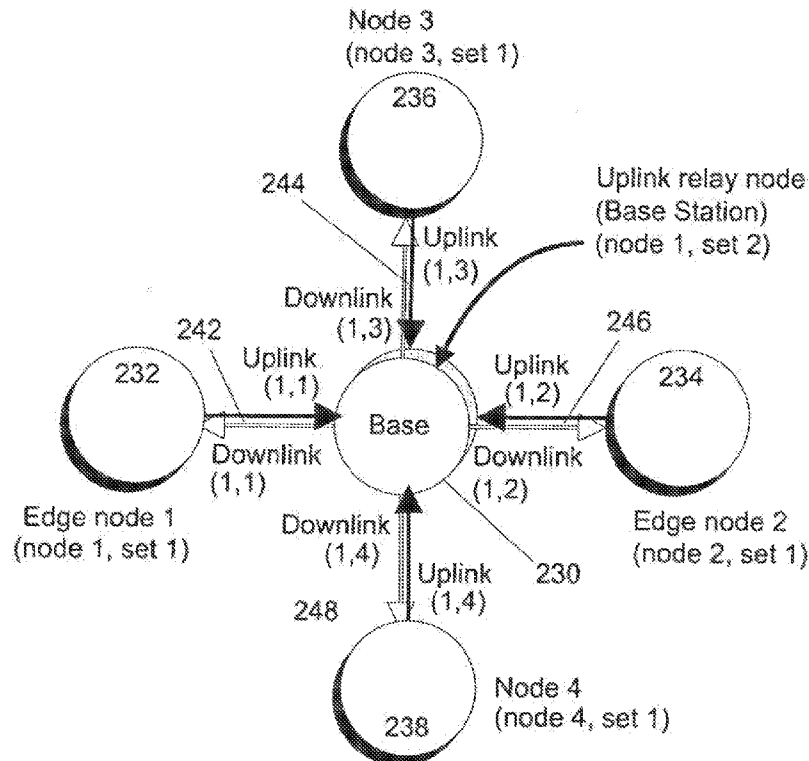 Node 3
(node 3, set 1)
236
244
Uplink relay node
(Base Station)
(node 1, set 2)
Uplink
(1,3)
Downlink
(1,3)
242
246
232
Uplink
(1,1)
Base
Uplink
(1,2)
234
Downlink
(1,1)
Downlink
(1,2)
Edge node 1
(node 1, set 1)
Downlink
(1,4)
230
Edge node 2
(node 2, set 1)
Uplink
(1,4)
248
Node 4
(node 4, set 1)
238